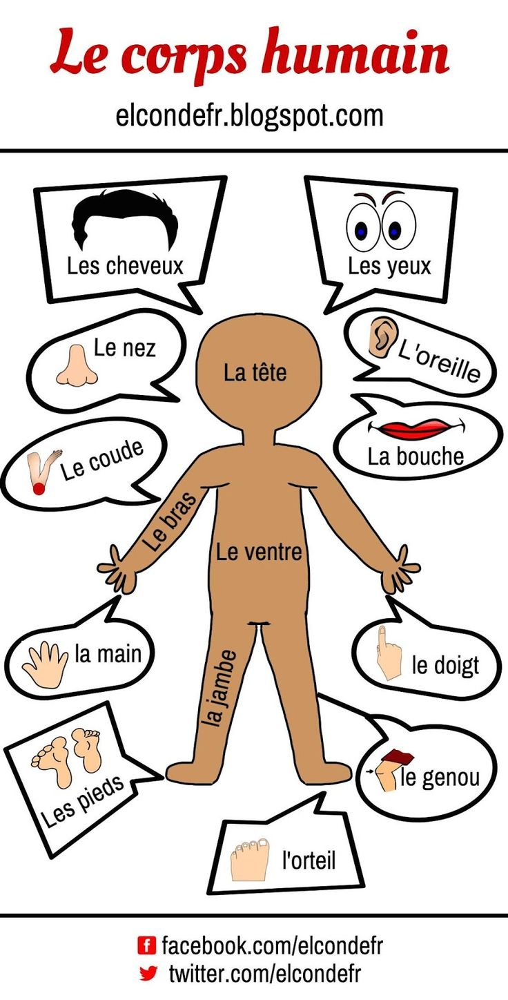 Le corps humain
elcondefr.blogspot.com
Les cheveux
Les yeux
Le nez
L'oreille
La tête
Le coude
La bouche
Le bras
Le ventre
la main
le doigt
la jambe
Les pieds
le genou
l'orteil
facebook.com/elcondefr
twitter.com/elcondefr